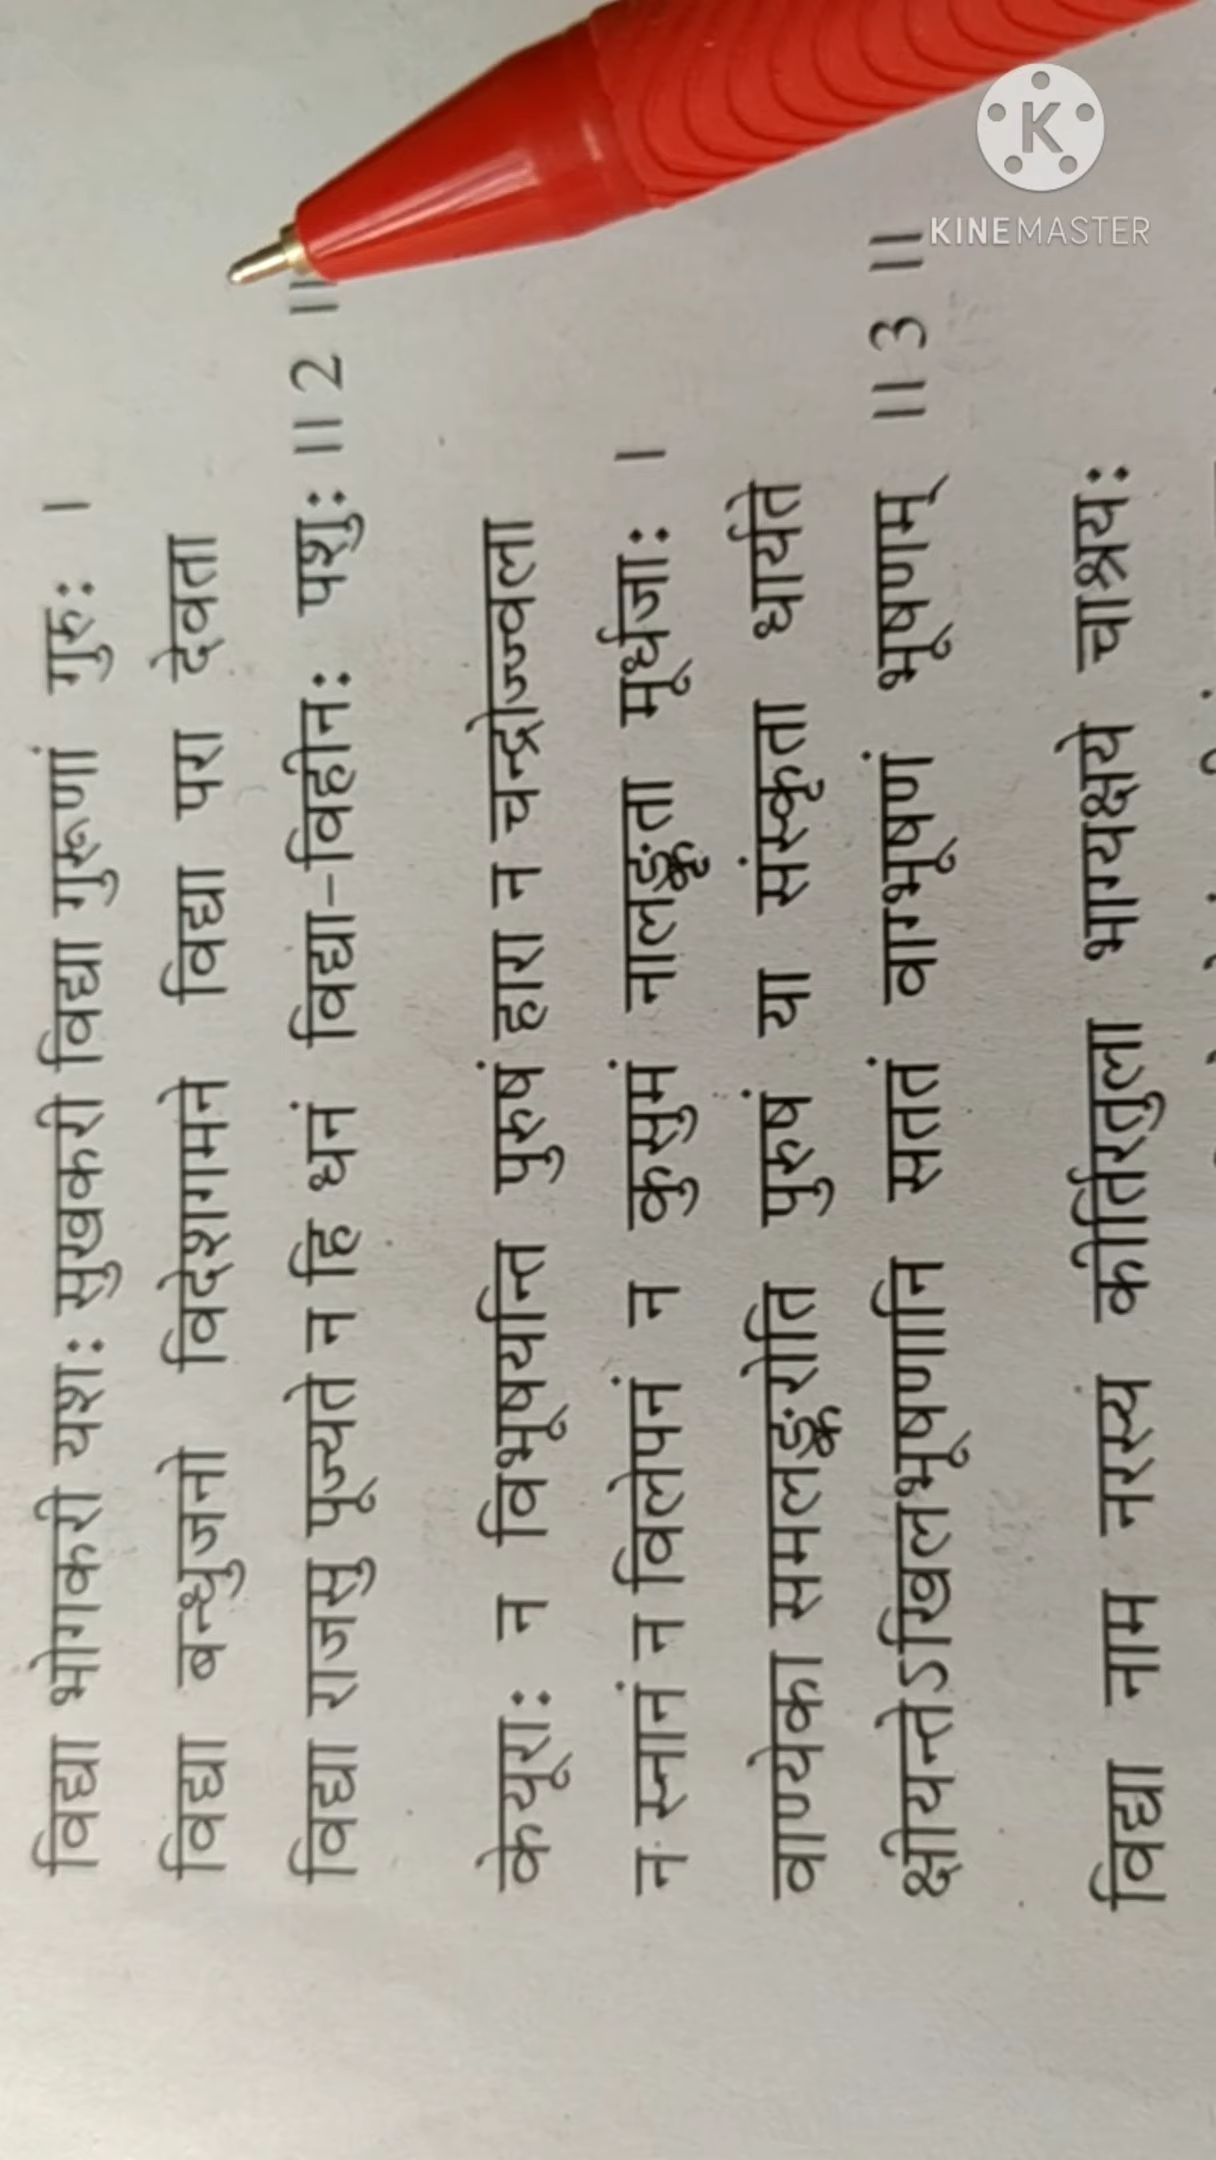 विद्या भोगकरी यशः सुखकरी विद्या गुरूणां गुरुः ।
विद्या बन्धुजनो विदेशगमने विद्या परा देवता
विद्या राजसु पूज्यते न हि धनं विद्या-विहीनः पशुः ॥ 2 ॥
केयूराः न विभूषयन्ति पुरुषं हारा न चन्द्रोज्ज्वला
न स्नानं न विलेपनं न कुसुमं नालङ्कृता मूर्धजाः ।
वाण्येका समलङ्करोति पुरुषं या संस्कृता धार्यते
क्षीयन्तेऽखिलभूषणानि सततं वाग्भूषणं भूषणम् ॥ 3 ॥
विद्या नाम नरस्य कीर्तिरतुला भाग्यक्षये चाश्रयः
KINEMASTER